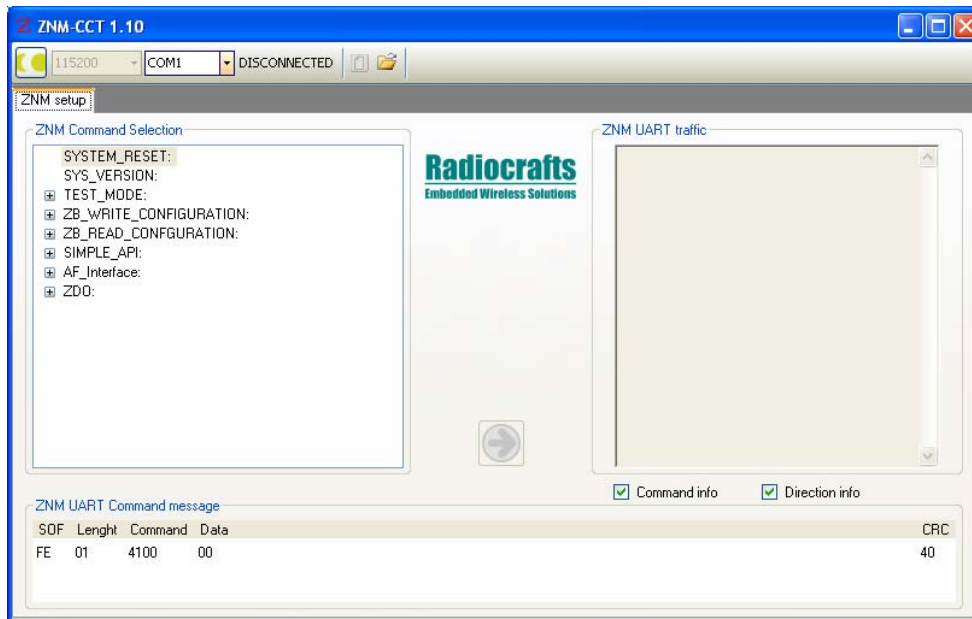 Z ZNM-CCT 1.10
115200 COM1 DISCONNECTED
ZNM setup
ZNM Command Selection
SYSTEM_RESET:
SYS_VERSION:
TEST_MODE:
ZB_WRITE_CONFIGURATION:
ZB_READ_CONFGURATION:
SIMPLE_API:
AF_Interface:
ZDO:
Radiocrafts
Embedded Wireless Solutions
ZNM UART traffic
Command info Direction info
ZNM UART Command message
SOF Lenght Command Data CRC
FE 01 4100 00 40